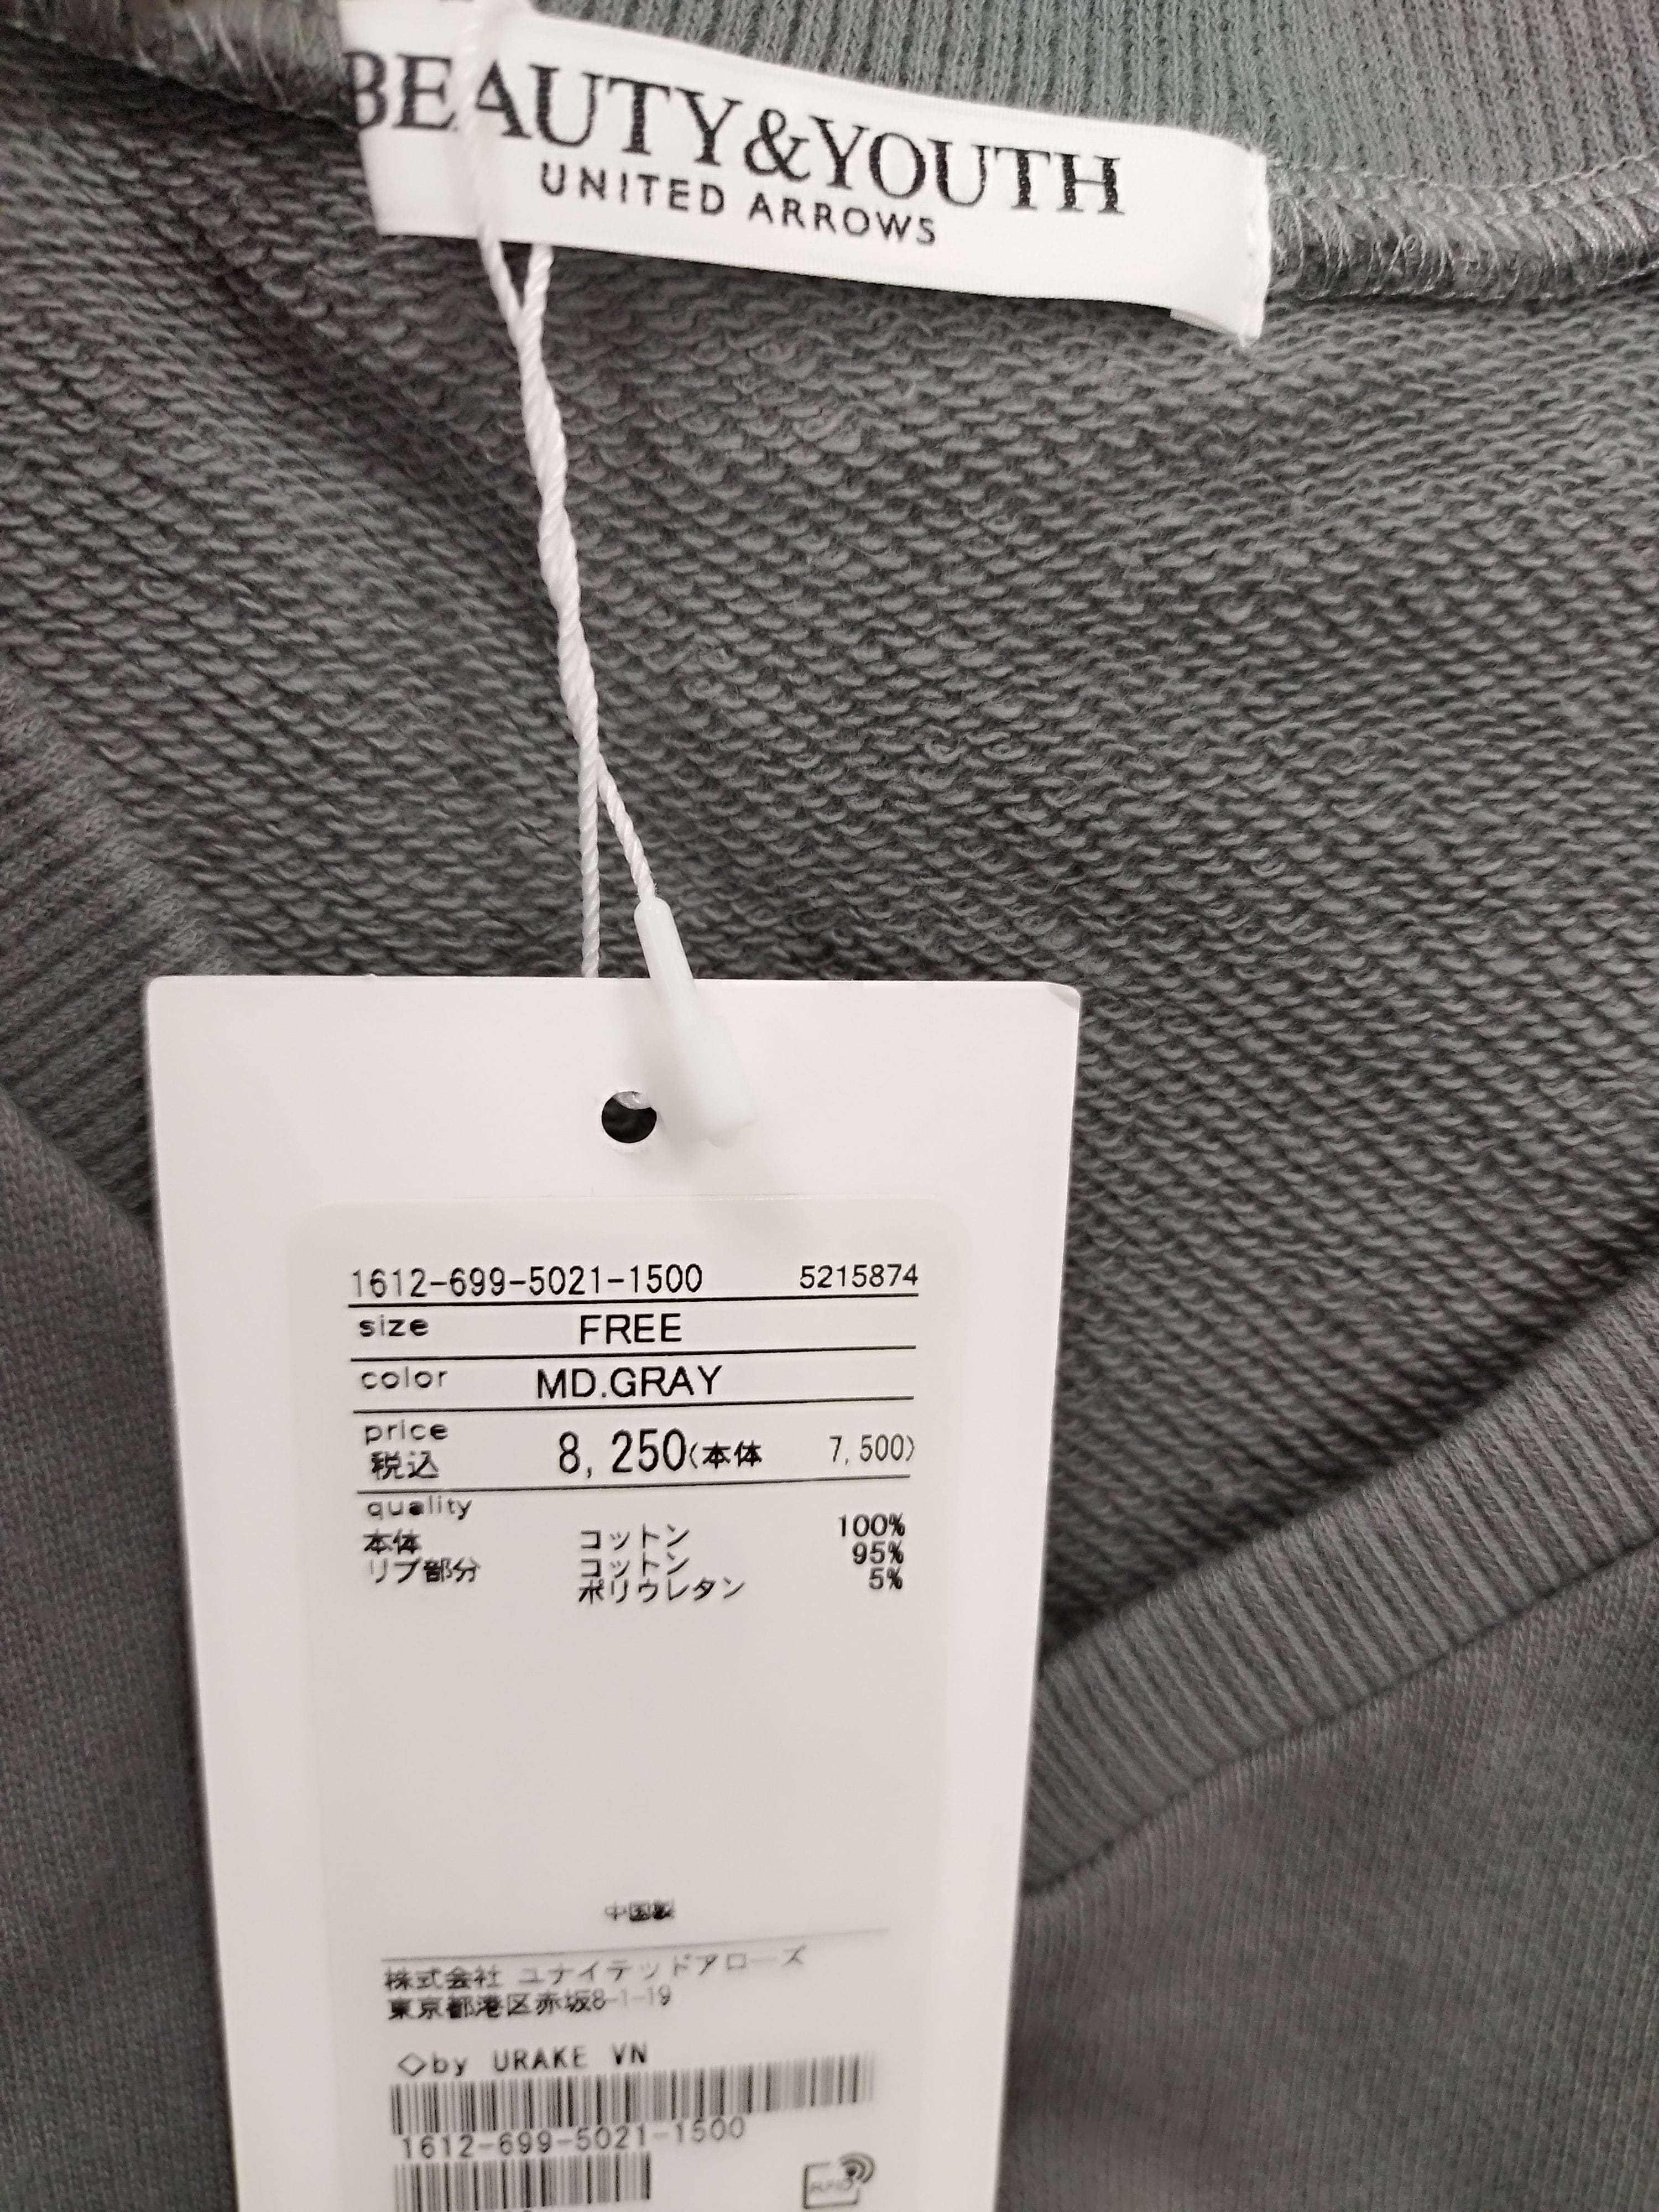 BEAUTY&YOUTH
UNITED ARROWS
1612-699-5021-1500 5215874
size FREE
color MD.GRAY
price
税込 8,250(本体 7,500)
quality
本体 コットン 100%
リブ部分 コットン 95%
ポリウレタン 5%
中国製
株式会社 ユナイテッドアローズ
東京都港区赤坂8-1-19
◇by URAKE VN
1612-699-5021-1500
RFID